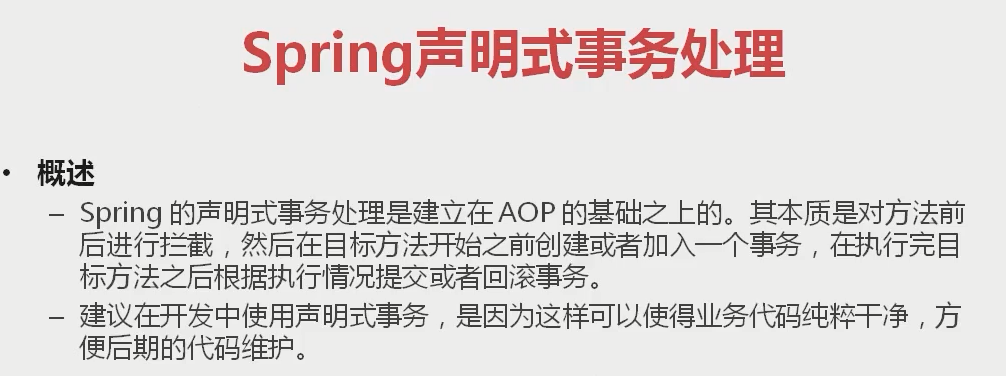 Spring声明式事务处理
• 概述
– Spring 的声明式事务处理是建立在 AOP 的基础之上的。其本质是对方法前
后进行拦截，然后在目标方法开始之前创建或者加入一个事务，在执行完目
标方法之后根据执行情况提交或者回滚事务。
– 建议在开发中使用声明式事务，是因为这样可以使得业务代码纯粹干净，方
便后期的代码维护。